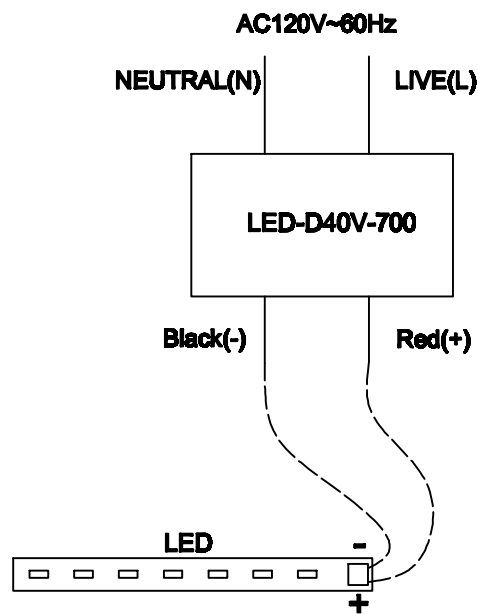 AC120V~60Hz
NEUTRAL(N) LIVE(L)
LED-D40V-700
Black(-) Red(+)
LED -
+